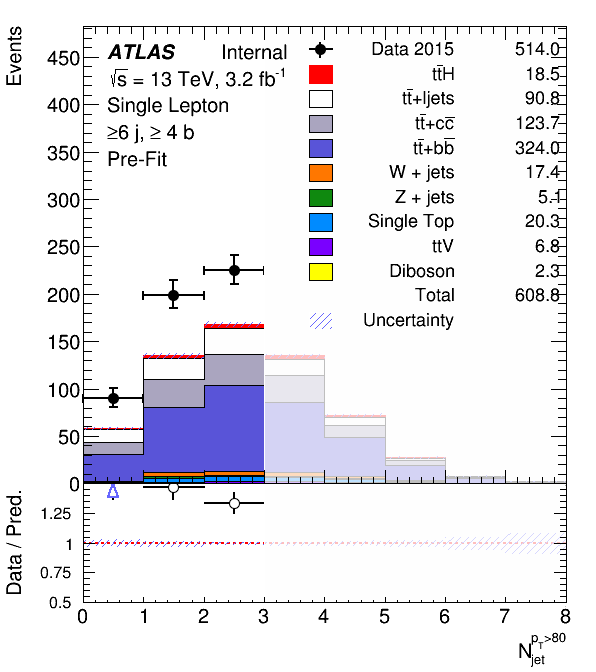 Events
450
400
350
300
250
200
150
100
50
0
ATLAS Internal
√s = 13 TeV, 3.2 fb⁻¹
Single Lepton
≥6 j, ≥ 4 b
Pre-Fit
Data 2015 514.0
tt̄H 18.5
tt̄+ljets 90.8
tt̄+cc̄ 123.7
tt̄+bb̄ 324.0
W + jets 17.4
Z + jets 5.1
Single Top 20.3
ttV 6.8
Diboson 2.3
Total 608.8
Uncertainty
Data / Pred.
1.25
1
0.75
0.5
0 1 2 3 4 5 6 7 8
N_jet^{p_T>80}